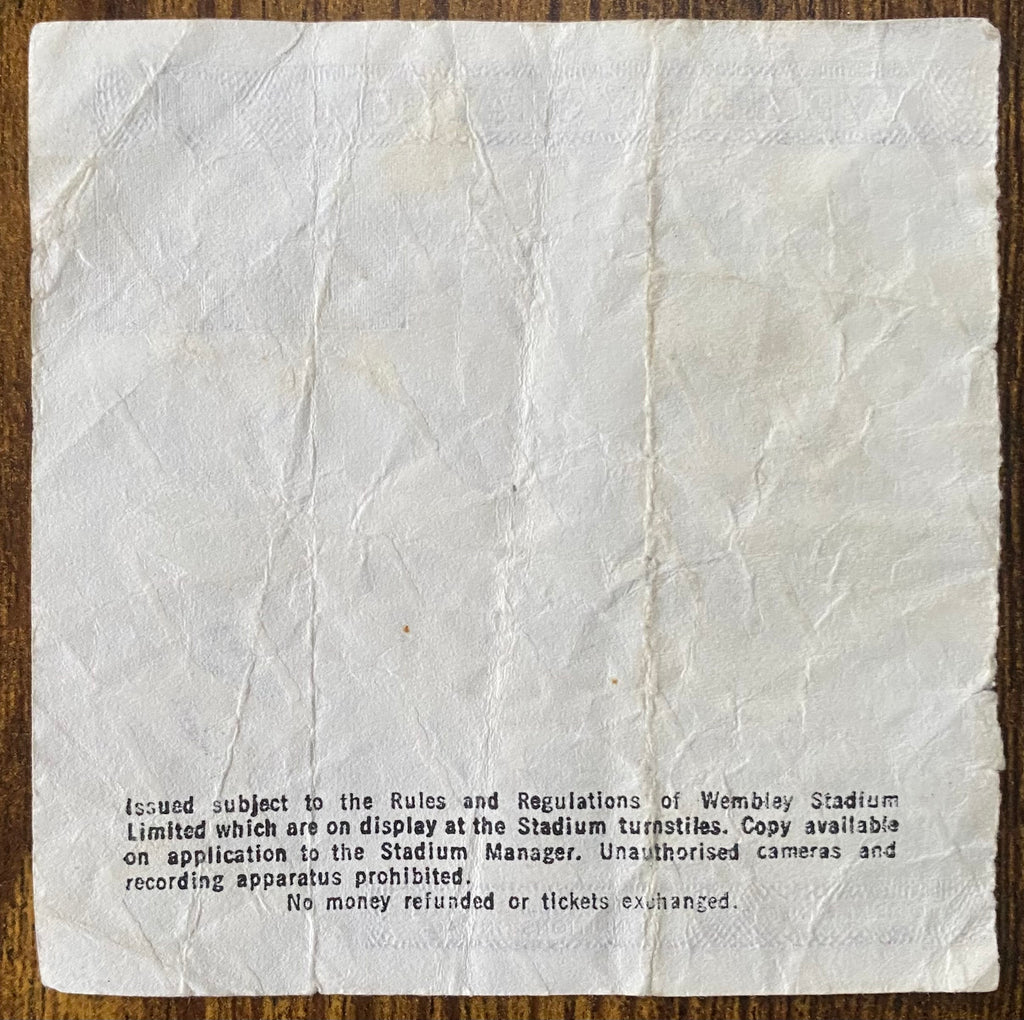 Issued subject to the Rules and Regulations of Wembley Stadium
Limited which are on display at the Stadium turnstiles. Copy available
on application to the Stadium Manager. Unauthorised cameras and
recording apparatus prohibited.
No money refunded or tickets exchanged.